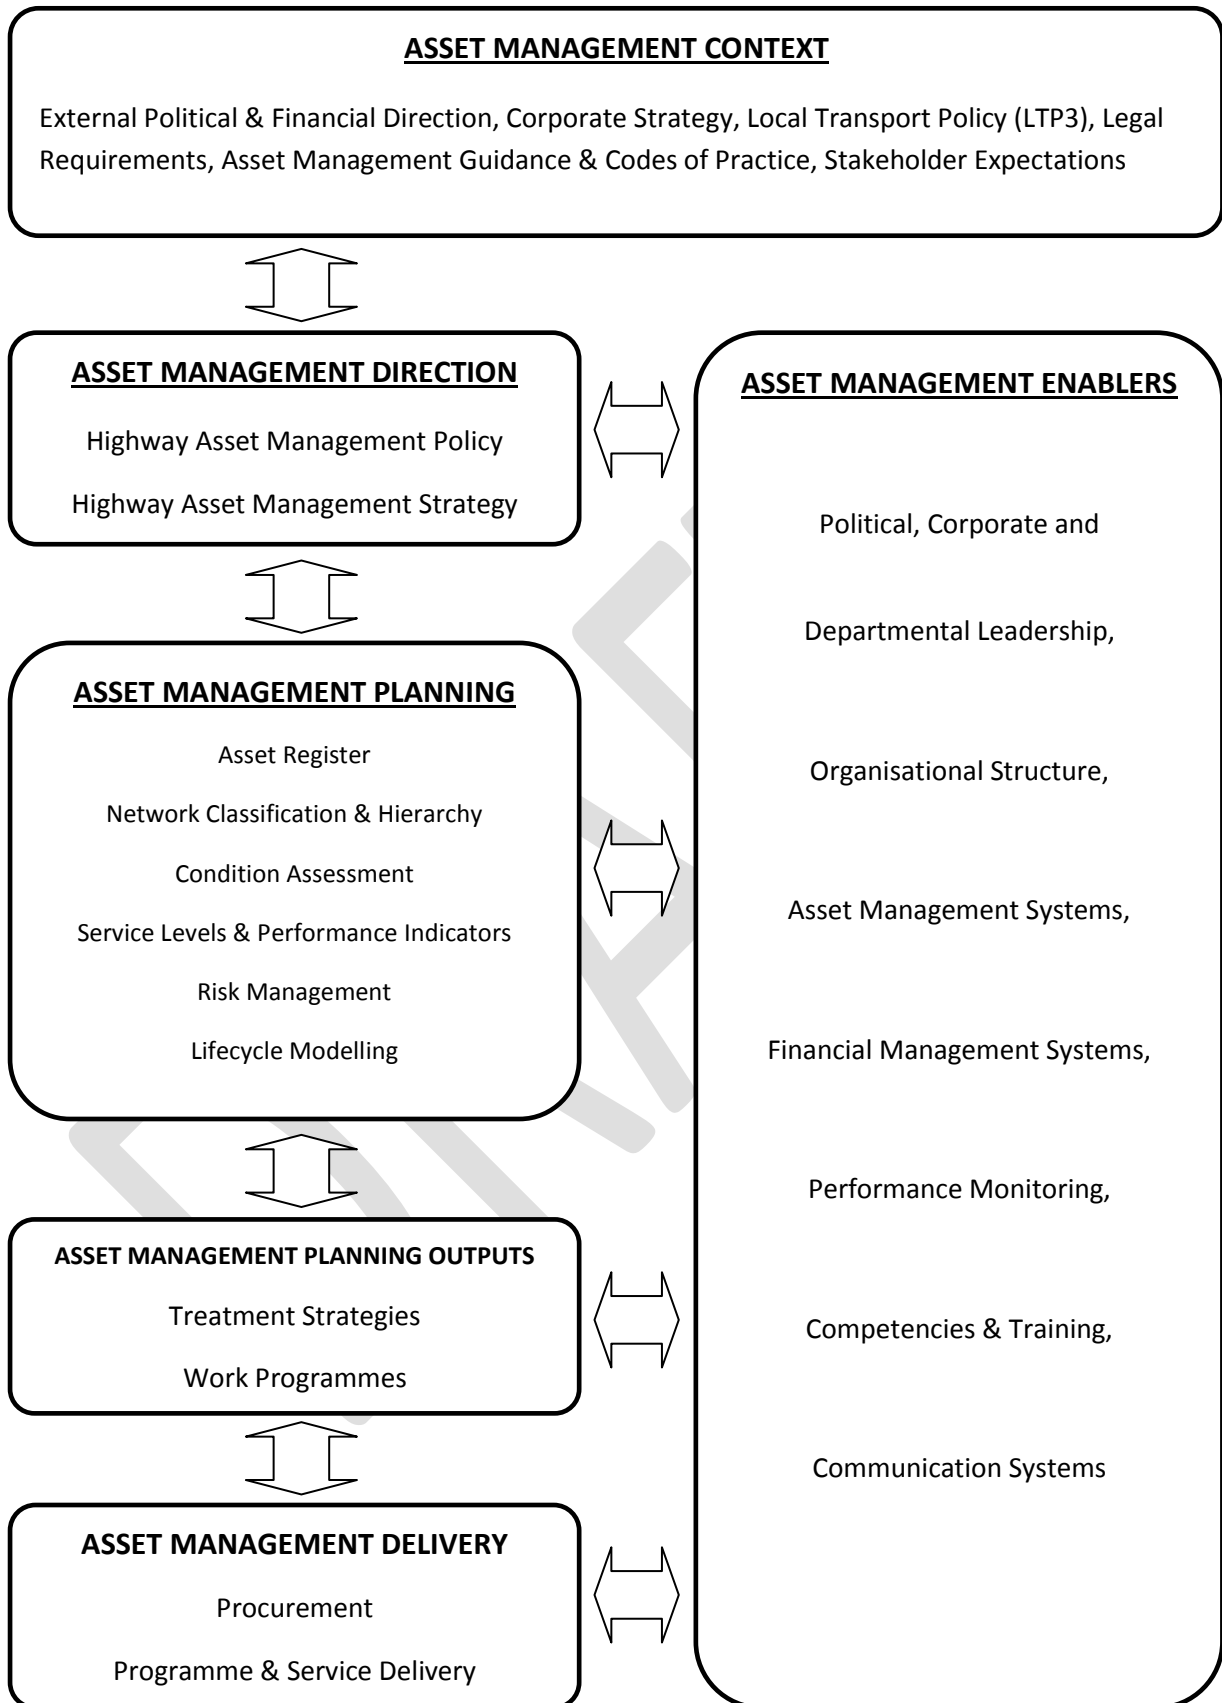 ASSET MANAGEMENT CONTEXT
External Political & Financial Direction, Corporate Strategy, Local Transport Policy (LTP3), Legal
Requirements, Asset Management Guidance & Codes of Practice, Stakeholder Expectations
ASSET MANAGEMENT DIRECTION
Highway Asset Management Policy
Highway Asset Management Strategy
ASSET MANAGEMENT PLANNING
Asset Register
Network Classification & Hierarchy
Condition Assessment
Service Levels & Performance Indicators
Risk Management
Lifecycle Modelling
ASSET MANAGEMENT PLANNING OUTPUTS
Treatment Strategies
Work Programmes
ASSET MANAGEMENT DELIVERY
Procurement
Programme & Service Delivery
ASSET MANAGEMENT ENABLERS
Political, Corporate and
Departmental Leadership,
Organisational Structure,
Asset Management Systems,
Financial Management Systems,
Performance Monitoring,
Competencies & Training,
Communication Systems